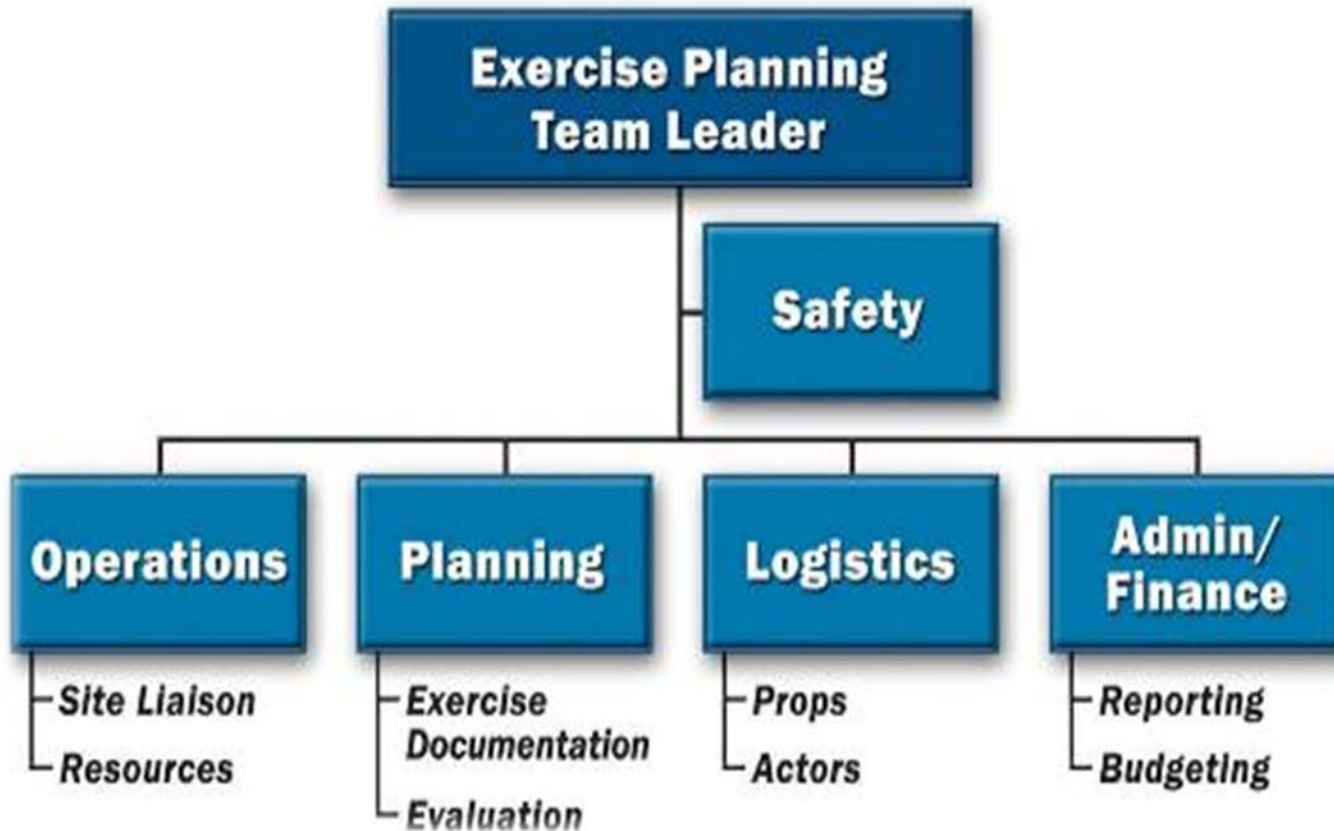 Exercise Planning
Team Leader
Safety
Operations
Planning
Logistics
Admin/
Finance
Site Liaison
Resources
Exercise
Documentation
Evaluation
Props
Actors
Reporting
Budgeting